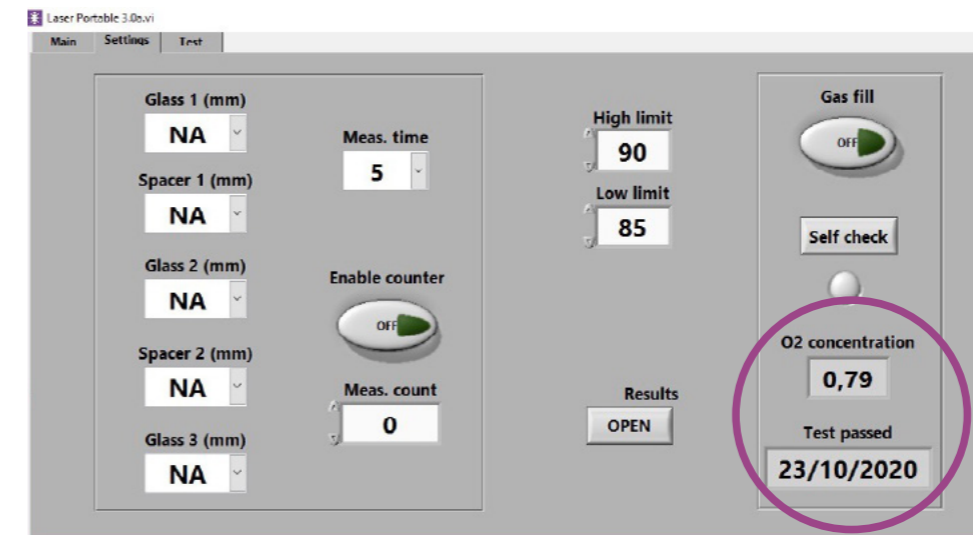 Laser Portable 3.0a.vi
Main Settings Test
Glass 1 (mm)
NA
Spacer 1 (mm)
NA
Glass 2 (mm)
NA
Spacer 2 (mm)
NA
Glass 3 (mm)
NA
Meas. time
5
Enable counter
OFF
Meas. count
0
High limit
90
Low limit
85
Results
OPEN
Gas fill
OFF
Self check
O2 concentration
0,79
Test passed
23/10/2020